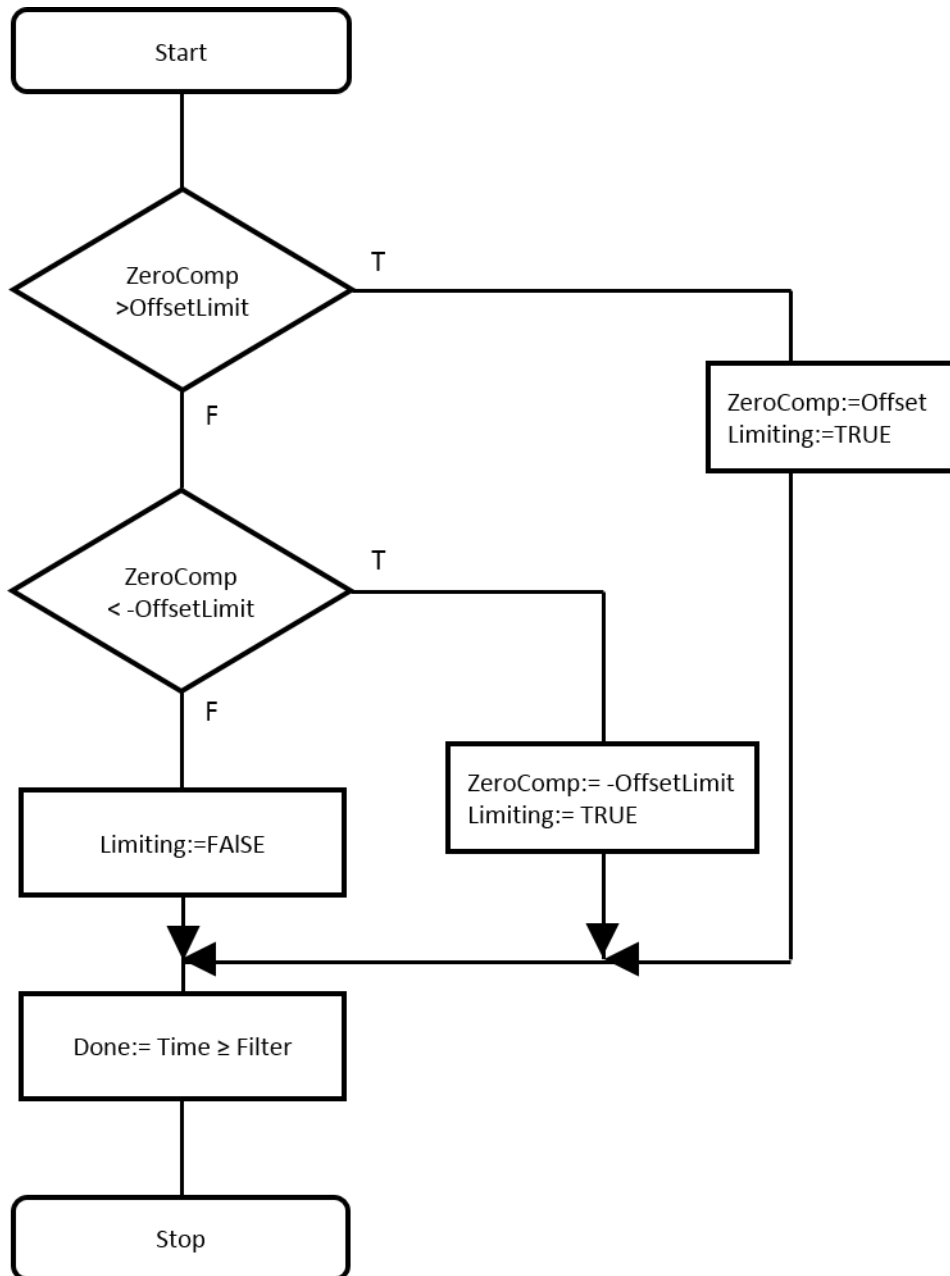 Start
ZeroComp
>OffsetLimit
T
F
ZeroComp:=Offset
Limiting:=TRUE
ZeroComp
< -OffsetLimit
T
F
ZeroComp:= -OffsetLimit
Limiting:= TRUE
Limiting:=FAlSE
Done:= Time ≥ Filter
Stop